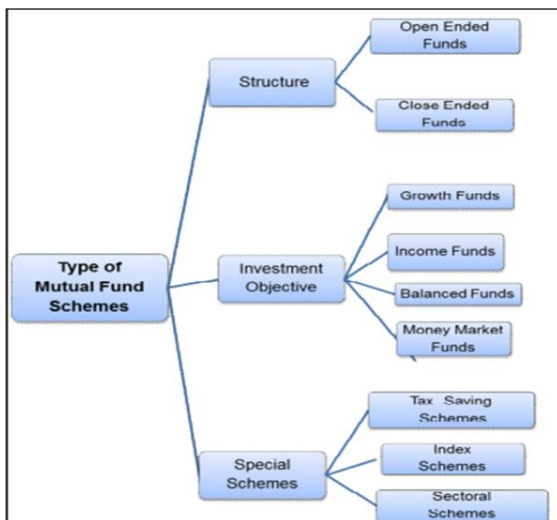 Open Ended
Funds
Structure
Close Ended
Funds
Growth Funds
Type of
Mutual Fund
Schemes
Investment
Objective
Income Funds
Balanced Funds
Money Market
Funds
Tax Saving
Schemes
Special
Schemes
Index
Schemes
Sectoral
Schemes